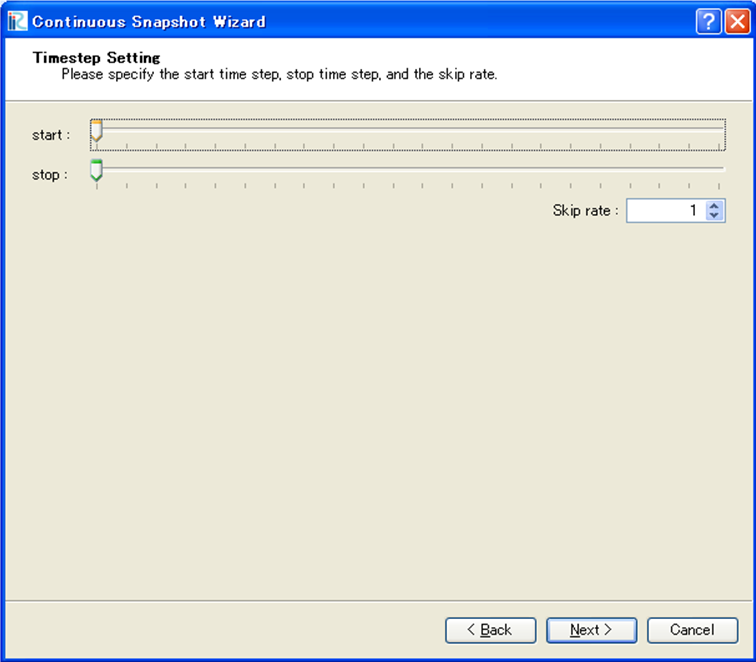 Continuous Snapshot Wizard
Timestep Setting
Please specify the start time step, stop time step, and the skip rate.
start :
stop :
Skip rate : 1
< Back Next > Cancel